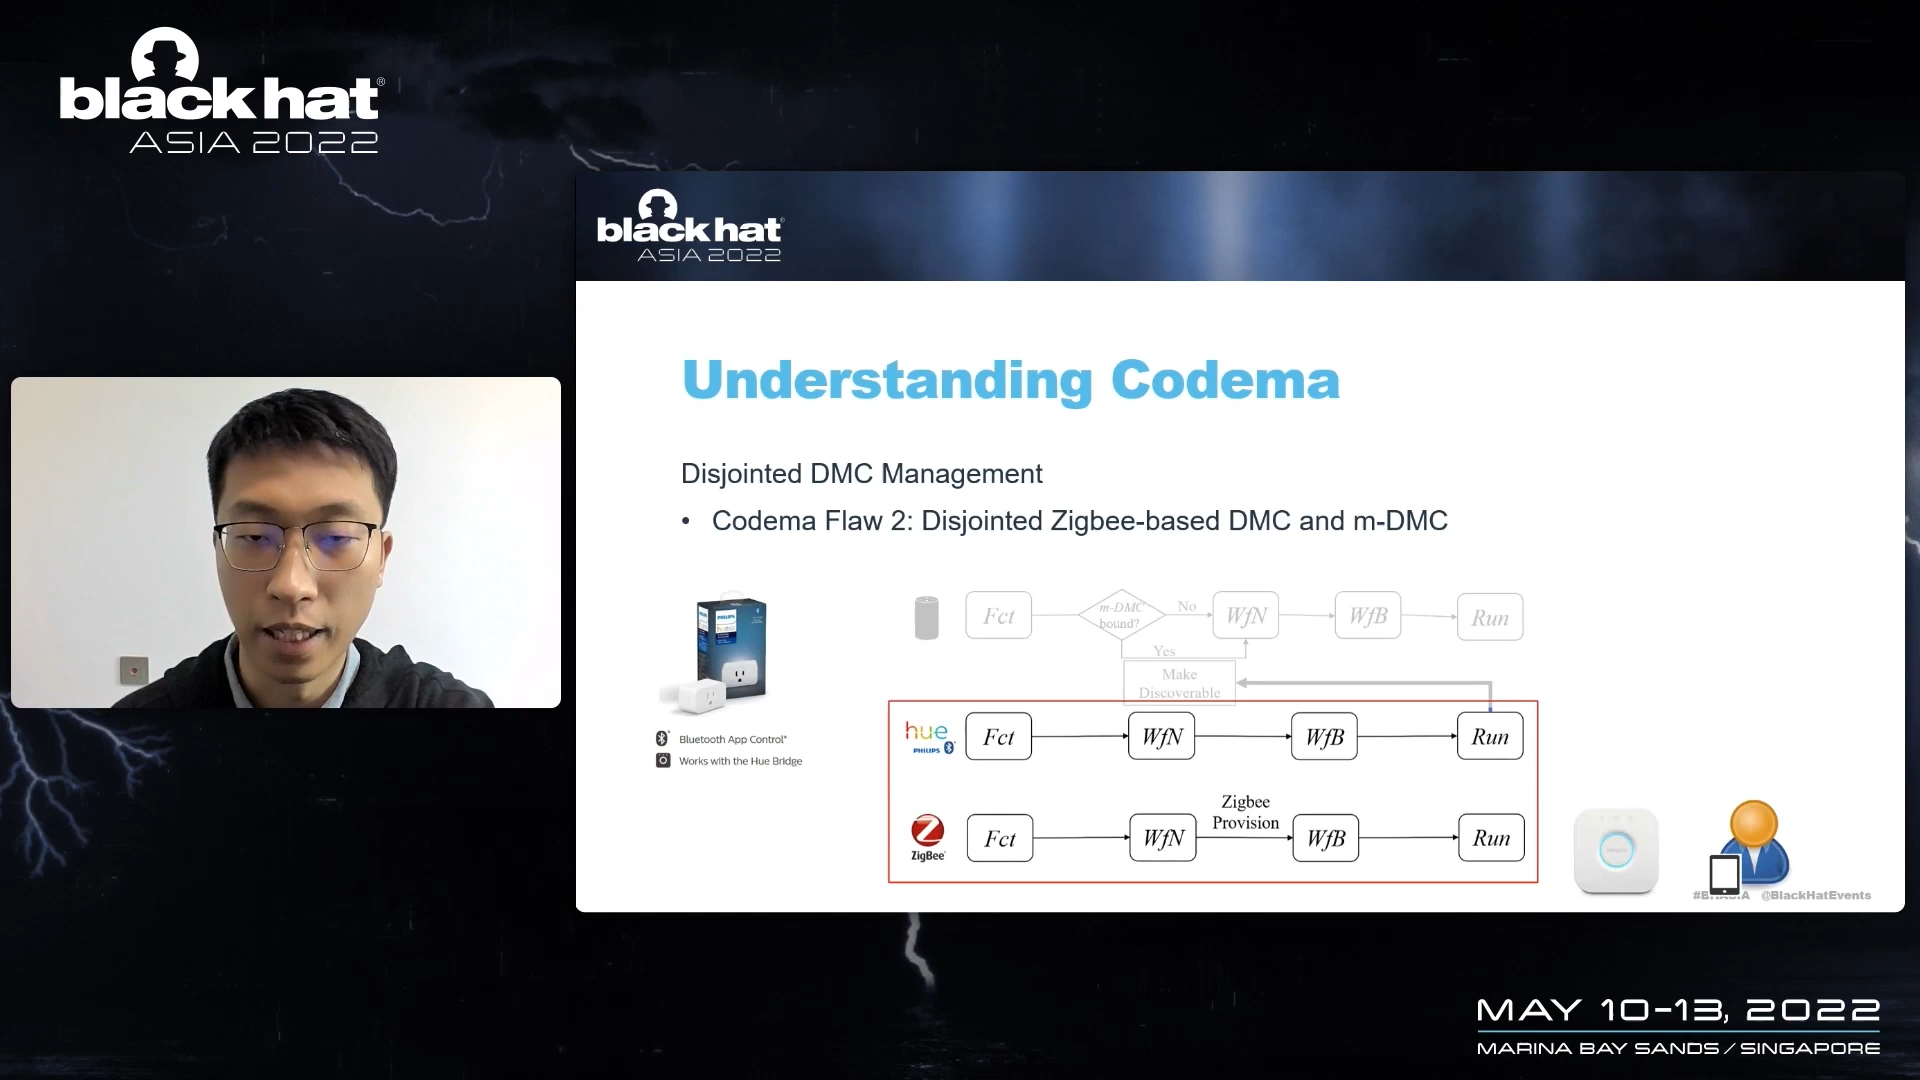 black hat®
ASIA 2022
black hat®
ASIA 2022
Understanding Codema
Disjointed DMC Management
• Codema Flaw 2: Disjointed Zigbee-based DMC and m-DMC
Fct
m-DMC
bound?
No
WfN
WfB
Run
Yes
Make
Discoverable
PHILIPS
Bluetooth App Control*
Works with the Hue Bridge
hue
PHILIPS
Fct
WfN
WfB
Run
Zigbee
Provision
ZigBee
Fct
WfN
WfB
Run
@BlackHatEvents
MAY 10-13, 2022
MARINA BAY SANDS / SINGAPORE